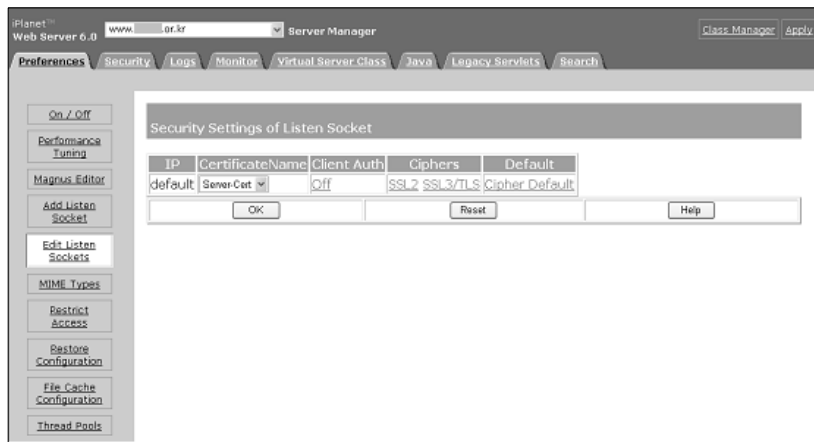 iPlanet™
Web Server 6.0
www. .or.kr
Server Manager
Class Manager
Apply
Preferences
Security
Logs
Monitor
Virtual Server Class
Java
Legacy Servlets
Search
On / Off
Performance
Tuning
Magnus Editor
Add Listen
Socket
Edit Listen
Sockets
MIME Types
Restrict
Access
Restore
Configuration
File Cache
Configuration
Thread Pools
Security Settings of Listen Socket
IP CertificateName Client Auth Ciphers Default
default Server-Cert Off SSL2 SSL3/TLS Cipher Default
OK Reset Help